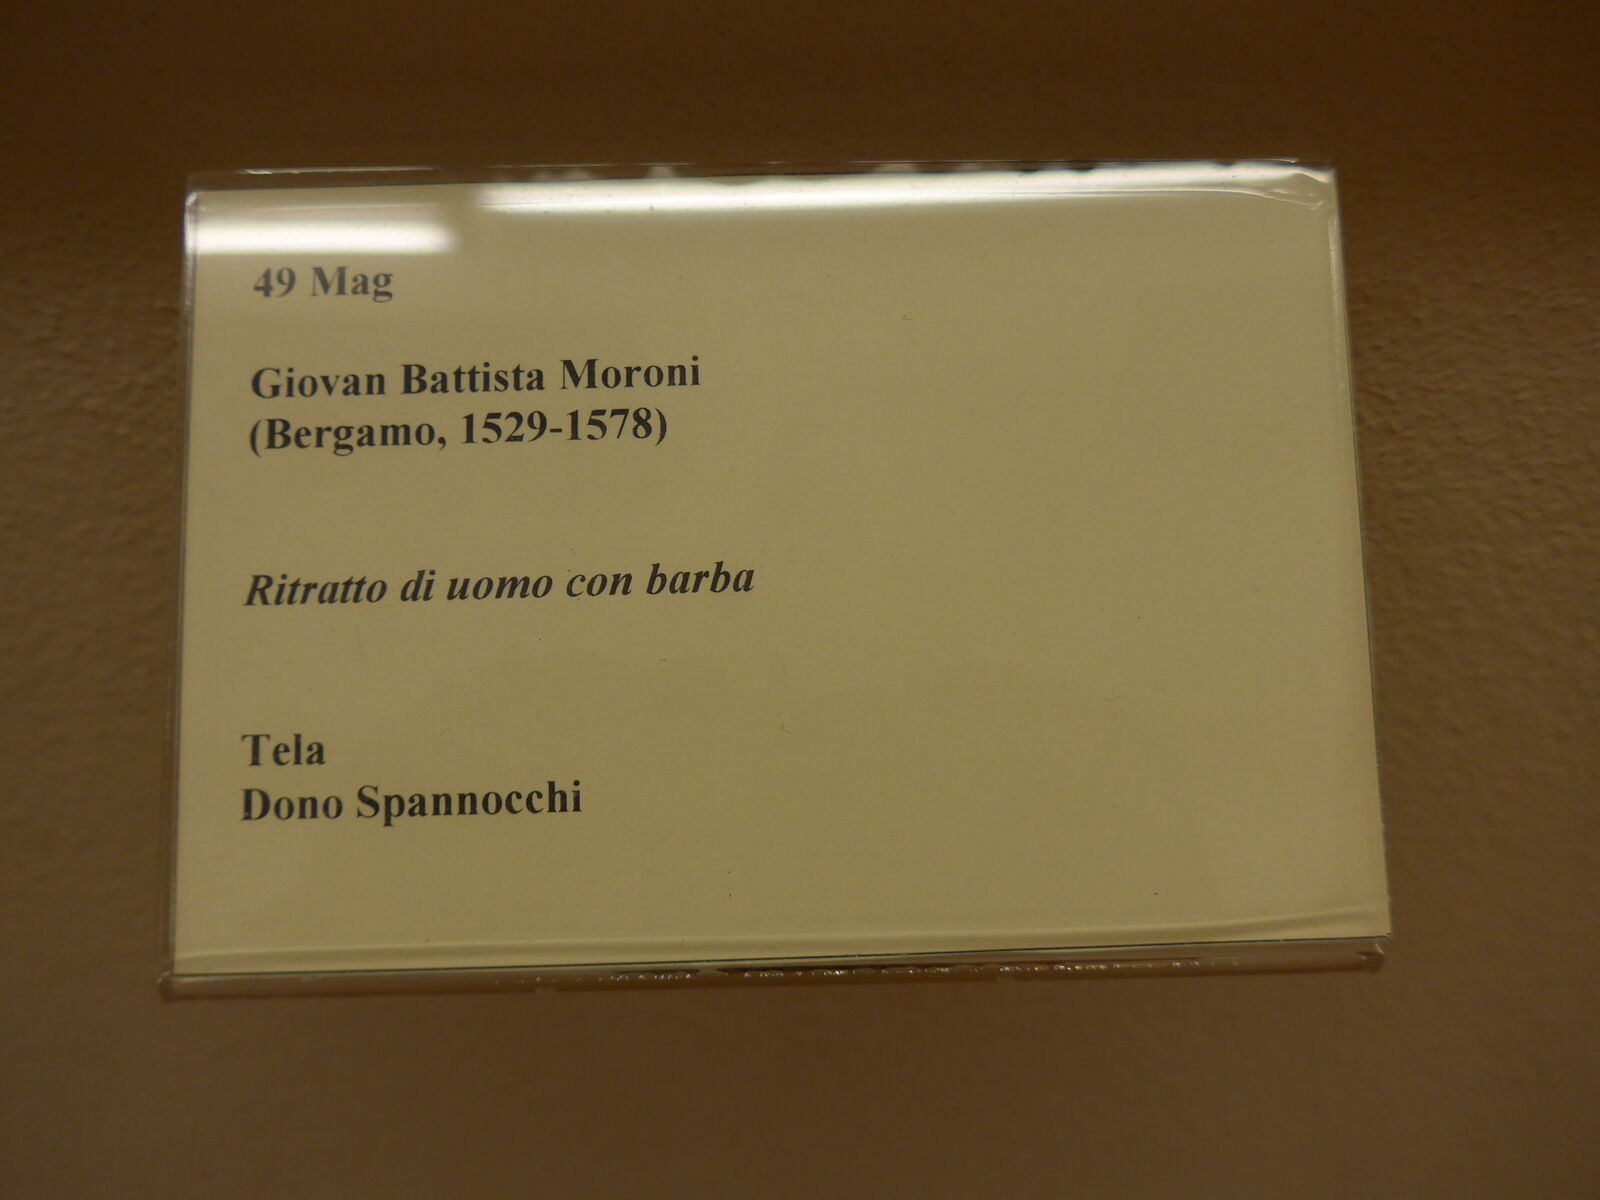 49 Mag
Giovan Battista Moroni
(Bergamo, 1529-1578)
Ritratto di uomo con barba
Tela
Dono Spannocchi